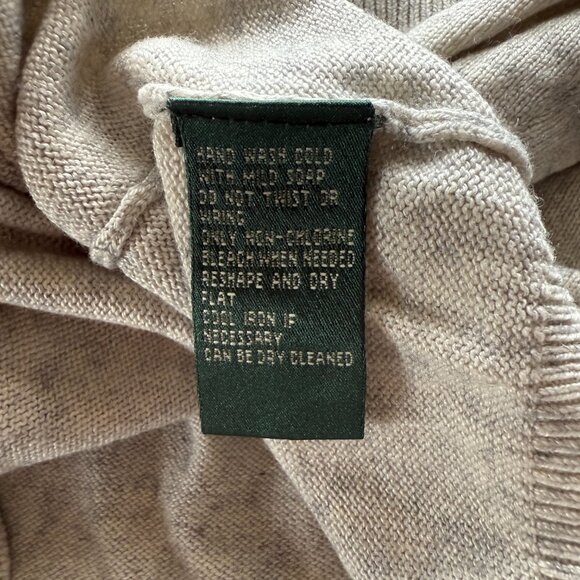 HAND WASH COLD
WITH MILD SOAP
DO NOT TWIST OR
WRING
ONLY NON-CHLORINE
BLEACH WHEN NEEDED
RESHAPE AND DRY
FLAT
COOL IRON IF
NECESSARY
CAN BE DRY CLEANED